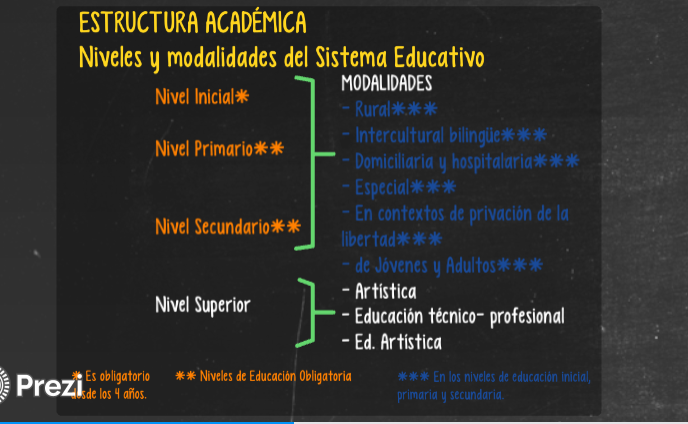 ESTRUCTURA ACADÉMICA
Niveles y modalidades del Sistema Educativo
Nivel Inicial*
Nivel Primario**
Nivel Secundario**
MODALIDADES
- Rural***
- Intercultural bilingüe***
- Domiciliaria y hospitalaria***
- Especial***
- En contextos de privación de la
libertad***
- de Jóvenes y Adultos***
Nivel Superior
- Artística
- Educación técnico- profesional
- Ed. Artística
* Es obligatorio
desde los 4 años.
** Niveles de Educación Obligatoria
*** En los niveles de educación inicial,
primaria y secundaria.
Prezi